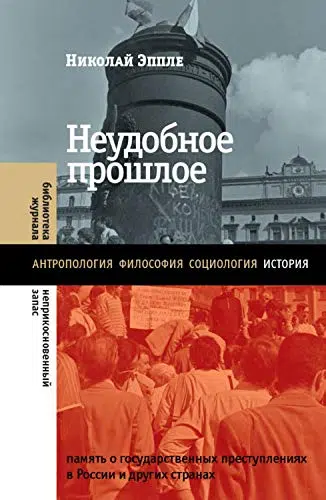 Николай Эппле
Неудобное
прошлое
библиотека
журнала
АНТРОПОЛОГИЯ ФИЛОСОФИЯ СОЦИОЛОГИЯ ИСТОРИЯ
неприкосновенный
запас
память о государственных преступлениях
в России и других странах